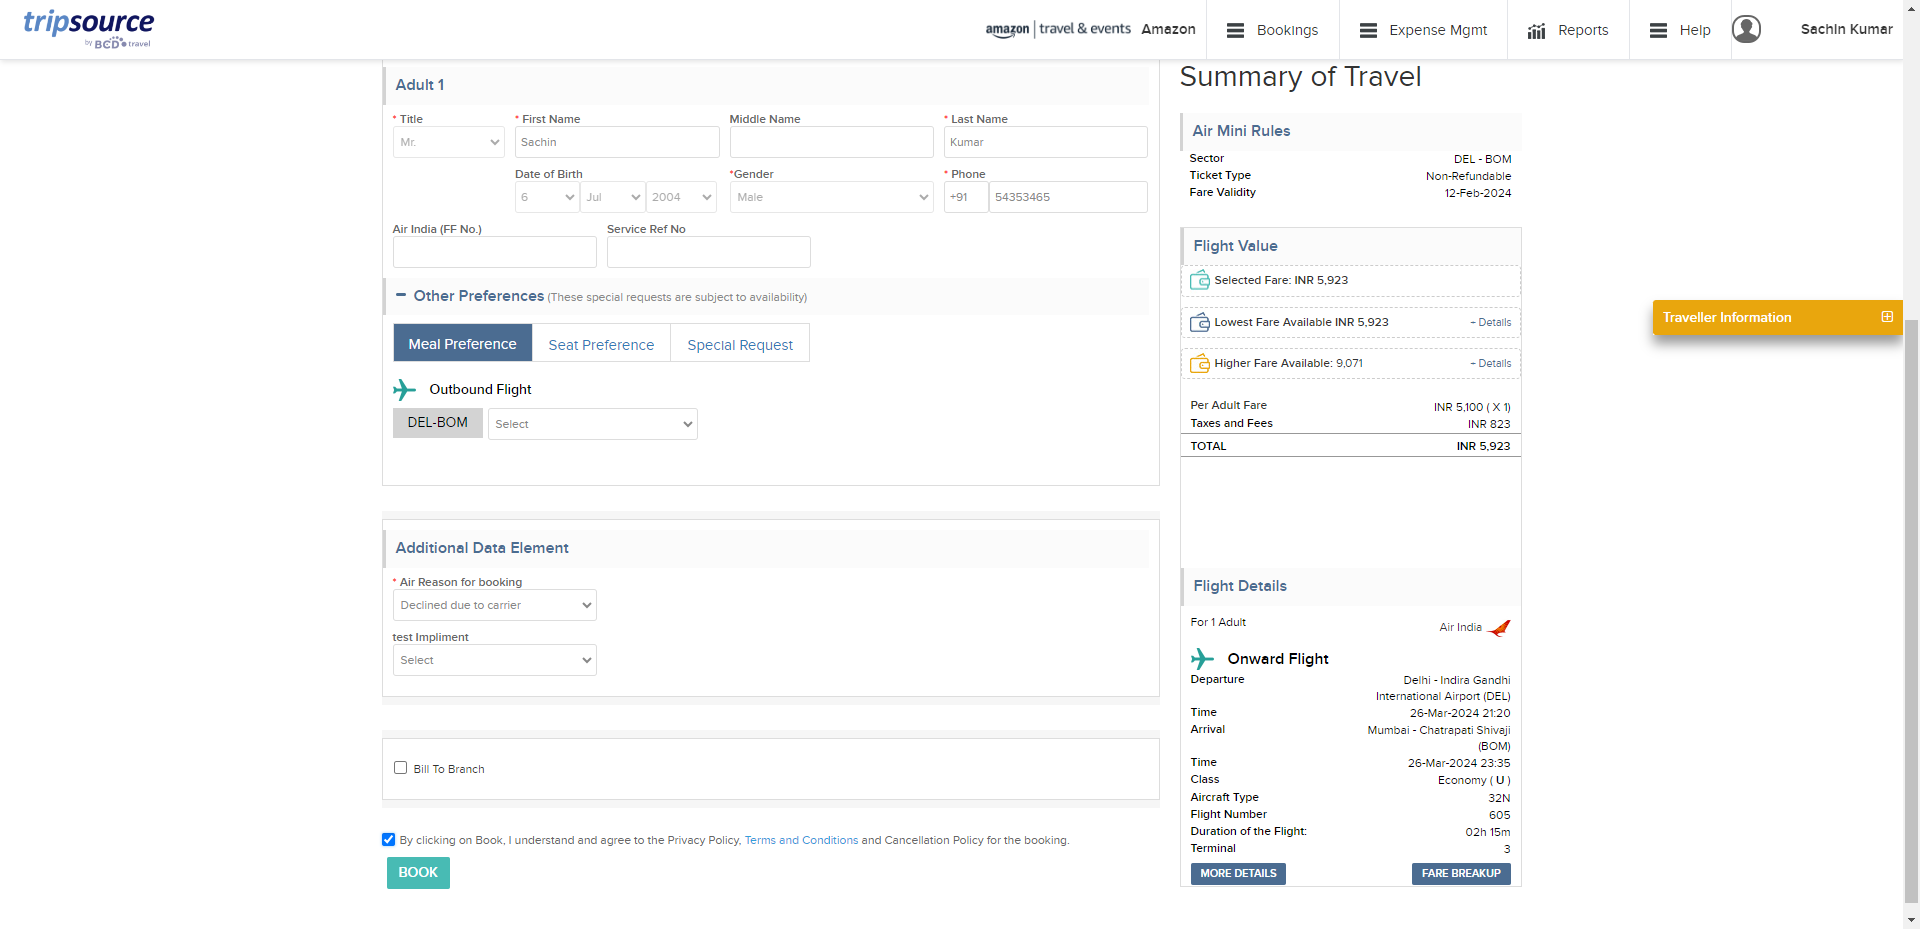 tripsource
by BCD travel
amazon | travel & events Amazon
Bookings
Expense Mgmt
Reports
Help
Sachin Kumar
Adult 1
* Title
* First Name
Middle Name
* Last Name
Mr.
Sachin
Kumar
Date of Birth
*Gender
* Phone
6
Jul
2004
Male
+91
54353465
Air India (FF No.)
Service Ref No
− Other Preferences (These special requests are subject to availability)
Meal Preference
Seat Preference
Special Request
Outbound Flight
DEL-BOM
Select
Additional Data Element
* Air Reason for booking
Declined due to carrier
test Impliment
Select
Bill To Branch
By clicking on Book, I understand and agree to the Privacy Policy, Terms and Conditions and Cancellation Policy for the booking.
BOOK
Summary of Travel
Air Mini Rules
Sector DEL - BOM
Ticket Type Non-Refundable
Fare Validity 12-Feb-2024
Flight Value
Selected Fare: INR 5,923
Lowest Fare Available INR 5,923 + Details
Higher Fare Available: 9,071 + Details
Per Adult Fare INR 5,100 ( X 1)
Taxes and Fees INR 823
TOTAL INR 5,923
Flight Details
For 1 Adult Air India
Onward Flight
Departure Delhi - Indira Gandhi
International Airport (DEL)
Time 26-Mar-2024 21:20
Arrival Mumbai - Chatrapati Shivaji
(BOM)
Time 26-Mar-2024 23:35
Class Economy ( U )
Aircraft Type 32N
Flight Number 605
Duration of the Flight: 02h 15m
Terminal 3
MORE DETAILS
FARE BREAKUP
Traveller Information